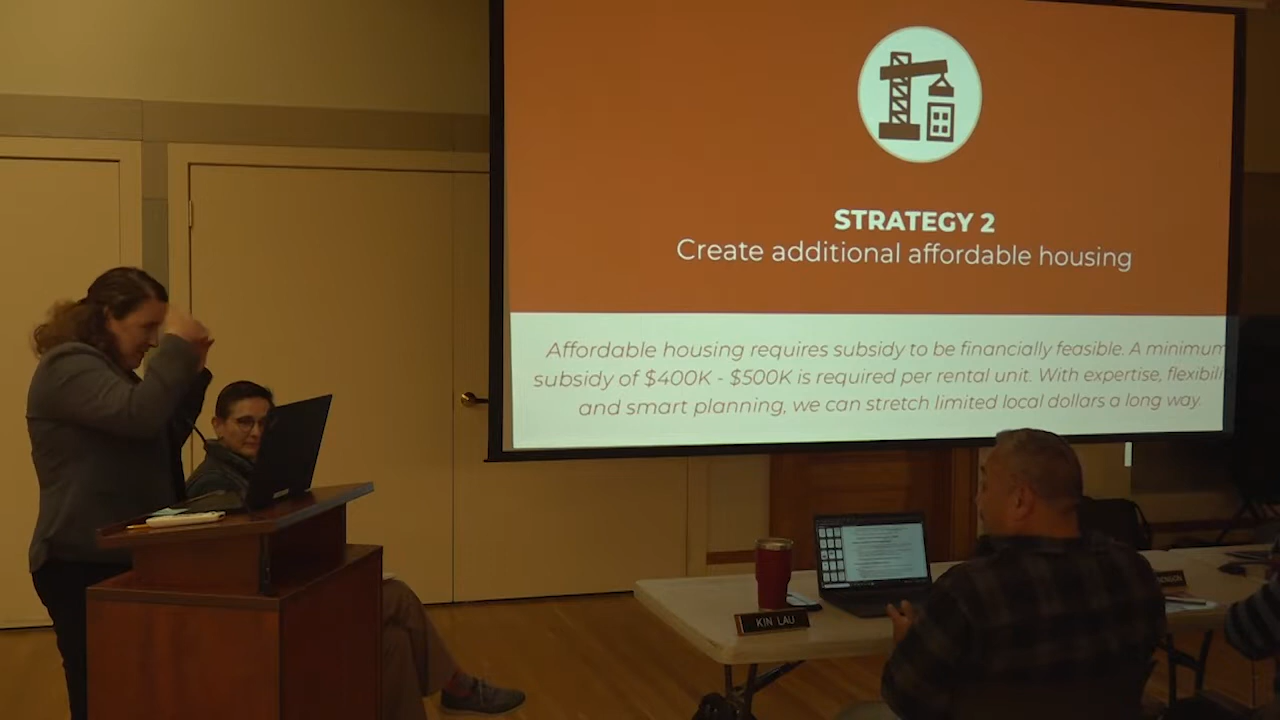 STRATEGY 2
Create additional affordable housing
Affordable housing requires subsidy to be financially feasible. A minimum
subsidy of $400K - $500K is required per rental unit. With expertise,
and smart planning, we can stretch limited local dollars a long way.
KIN LAU